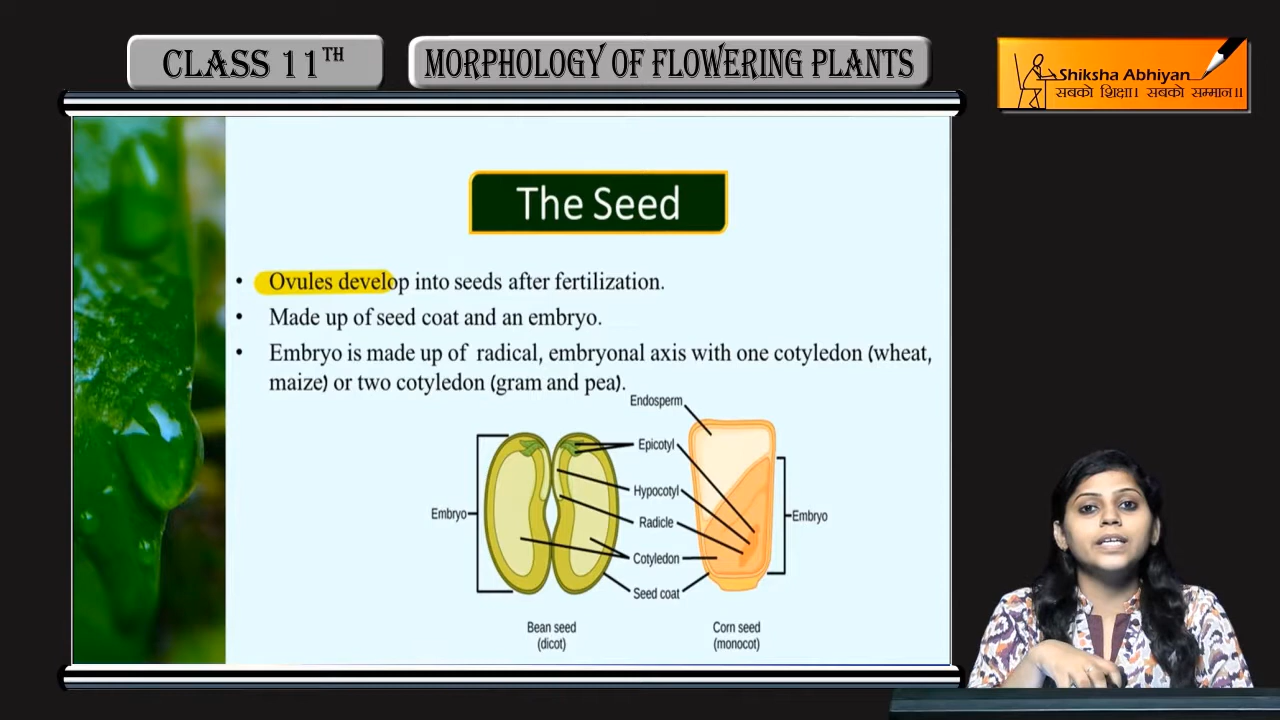 CLASS 11TH
MORPHOLOGY OF FLOWERING PLANTS
Shiksha Abhiyan
सबको शिक्षा। सबको सम्मान।।
The Seed
• Ovules develop into seeds after fertilization.
• Made up of seed coat and an embryo.
• Embryo is made up of radical, embryonal axis with one cotyledon (wheat,
maize) or two cotyledon (gram and pea).
Endosperm
Epicotyl
Hypocotyl
Embryo
Radicle
Embryo
Cotyledon
Seed coat
Bean seed
(dicot)
Corn seed
(monocot)